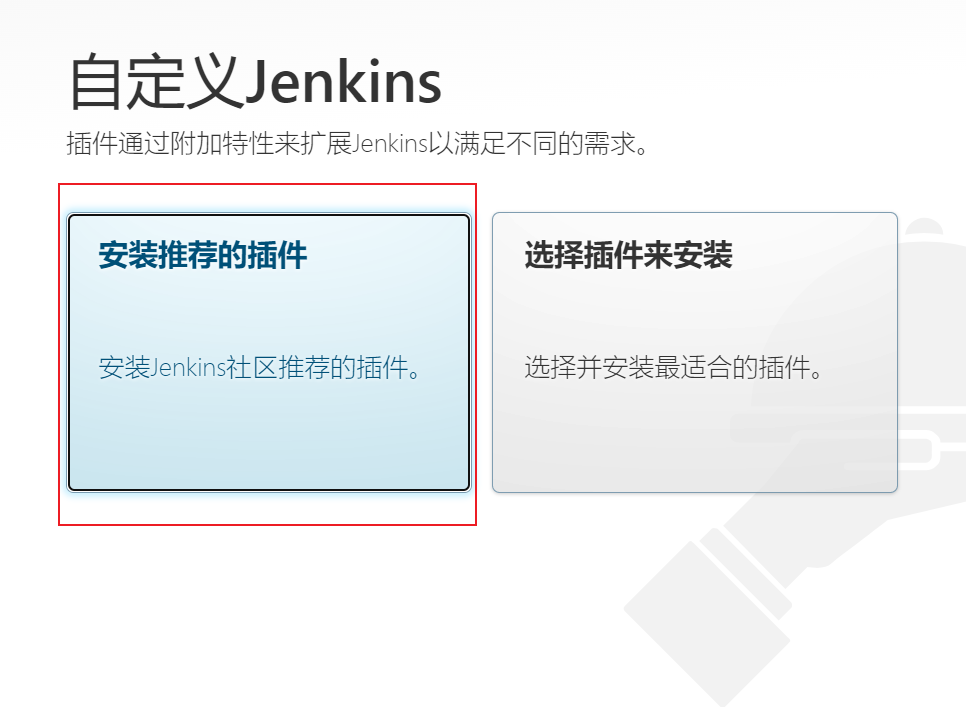 自定义Jenkins
插件通过附加特性来扩展Jenkins以满足不同的需求。
安装推荐的插件
安装Jenkins社区推荐的插件。
选择插件来安装
选择并安装最适合的插件。